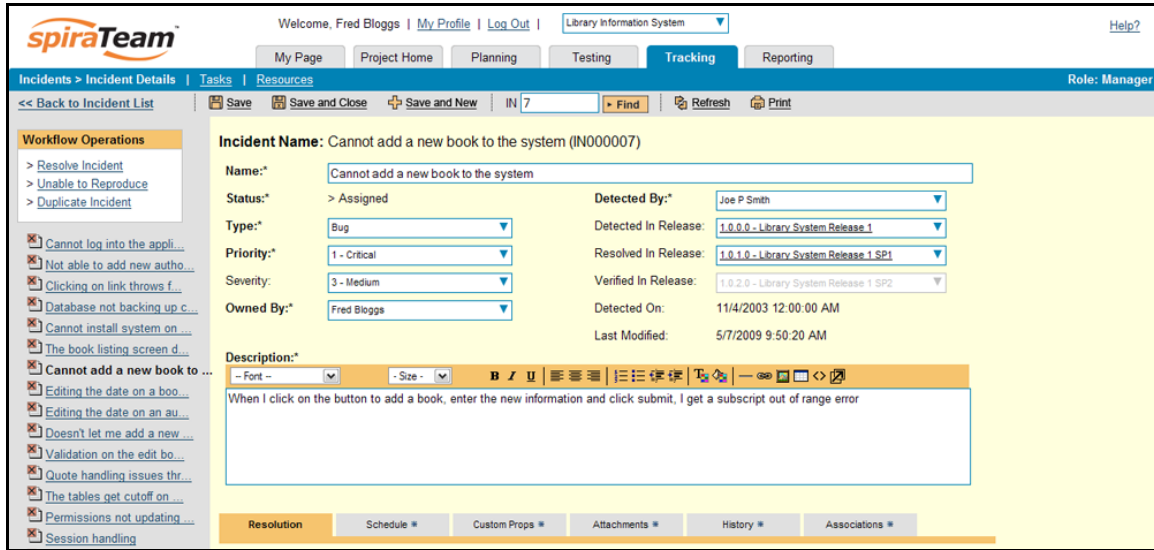 spiraTeam
Welcome, Fred Bloggs | My Profile | Log Out | Library Information System
Help?
My Page Project Home Planning Testing Tracking Reporting
Incidents > Incident Details | Tasks | Resources Role: Manager
<< Back to Incident List Save Save and Close Save and New IN 7 Find Refresh Print
Workflow Operations
> Resolve Incident
> Unable to Reproduce
> Duplicate Incident
Cannot log into the appli...
Not able to add new autho...
Clicking on link throws f...
Database not backing up c...
Cannot install system on ...
The book listing screen d...
Cannot add a new book to ...
Editing the date on a boo...
Editing the date on an au...
Doesn't let me add a new ...
Validation on the edit bo...
Quote handling issues thr...
The tables get cutoff on ...
Permissions not updating ...
Session handling
Incident Name: Cannot add a new book to the system (IN000007)
Name:* Cannot add a new book to the system
Status:* > Assigned Detected By:* Joe P Smith
Type:* Bug Detected In Release: 1.0.0.0 - Library System Release 1
Priority:* 1 - Critical Resolved In Release: 1.0.1.0 - Library System Release 1 SP1
Severity: 3 - Medium Verified In Release: 1.0.2.0 - Library System Release 1 SP2
Owned By:* Fred Bloggs Detected On: 11/4/2003 12:00:00 AM
Last Modified: 5/7/2009 9:50:20 AM
Description:*
-- Font -- - Size - B I U
When I click on the button to add a book, enter the new information and click submit, I get a subscript out of range error
Resolution Schedule Custom Props Attachments History Associations